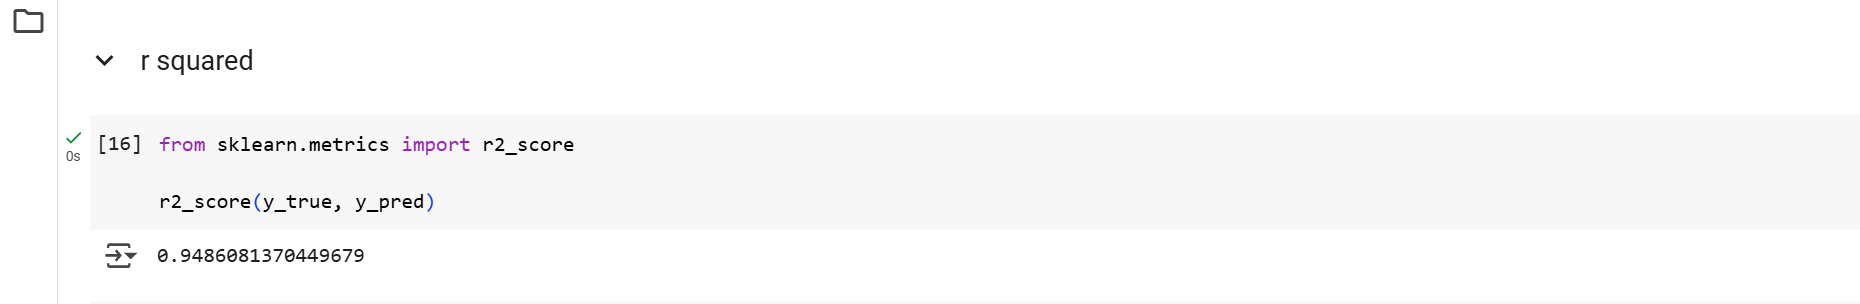 r squared
[16] from sklearn.metrics import r2_score
0s
r2_score(y_true, y_pred)
0.9486081370449679